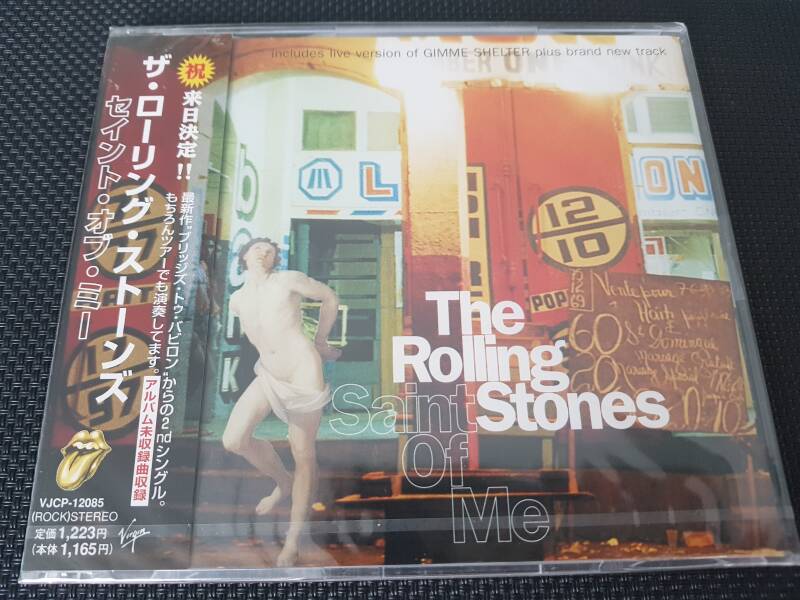 includes live version of GIMME SHELTER plus brand new track
ザ・ローリング・ストーンズ
セイント・オブ・ミー
祝
来日決定!!
最新作“ブリッジズ・トゥ・バビロン”からの2ndシングル。
もちろんツアーでも演奏してます。
アルバム未収録曲収録
VJCP-12085
(ROCK)STEREO
定価1,223円
(本体1,165円)
Virgin
12
10
POP
ON
60
20
The
Rolling
Stones
Saint
Of
Me